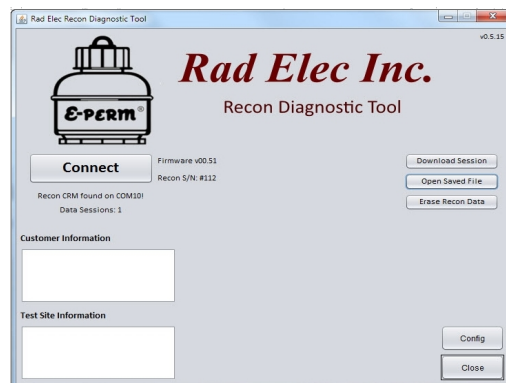 Rad Elec Recon Diagnostic Tool
v0.5.15
Rad Elec Inc.
Recon Diagnostic Tool
E-PERM®
Connect
Firmware v00.51
Recon S/N: #112
Download Session
Open Saved File
Erase Recon Data
Recon CRM found on COM10!
Data Sessions: 1
Customer Information
Test Site Information
Config
Close